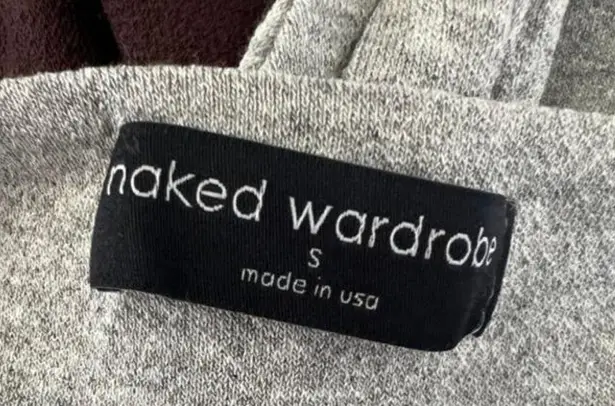 naked wardrobe
S
made in usa